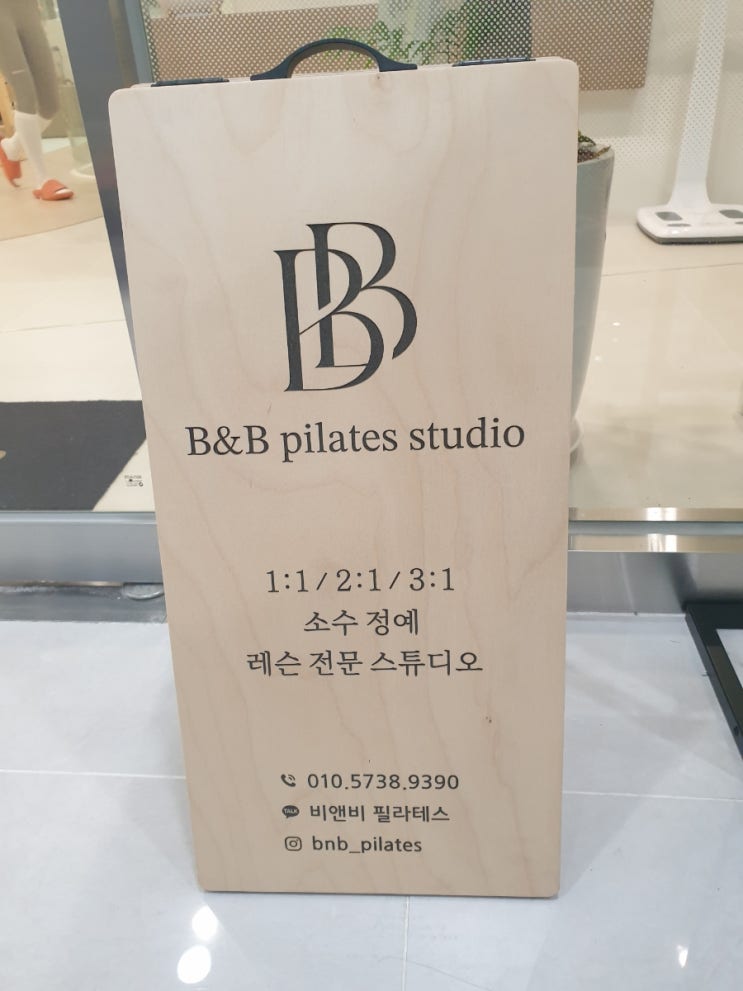 BB
B&B pilates studio
1:1/2:1/3:1
소수 정예
레슨 전문 스튜디오
010.5738.9390
TALK 비앤비 필라테스
bnb_pilates